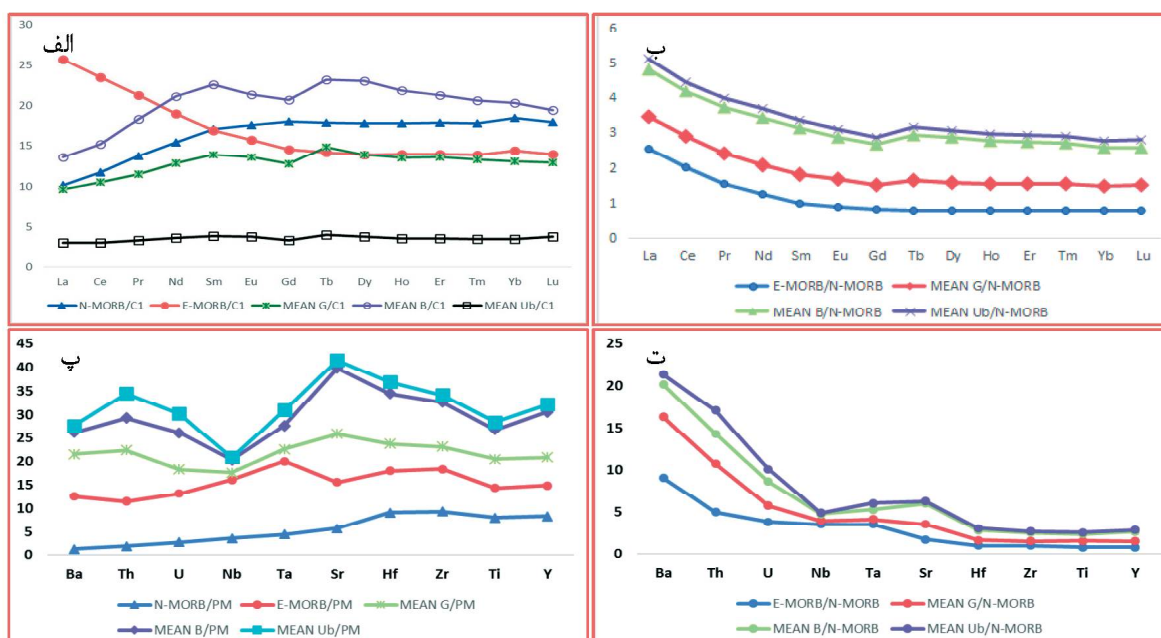 الف
30
25
20
15
10
5
0
La Ce Pr Nd Sm Eu Gd Tb Dy Ho Er Tm Yb Lu
N-MORB/C1 E-MORB/C1 MEAN G/C1 MEAN B/C1 MEAN Ub/C1
ب
6
5
4
3
2
1
0
La Ce Pr Nd Sm Eu Gd Tb Dy Ho Er Tm Yb Lu
E-MORB/N-MORB MEAN G/N-MORB
MEAN B/N-MORB MEAN Ub/N-MORB
پ
45
40
35
30
25
20
15
10
5
0
Ba Th U Nb Ta Sr Hf Zr Ti Y
N-MORB/PM E-MORB/PM MEAN G/PM
MEAN B/PM MEAN Ub/PM
ت
25
20
15
10
5
0
Ba Th U Nb Ta Sr Hf Zr Ti Y
E-MORB/N-MORB MEAN G/N-MORB
MEAN B/N-MORB MEAN Ub/N-MORB